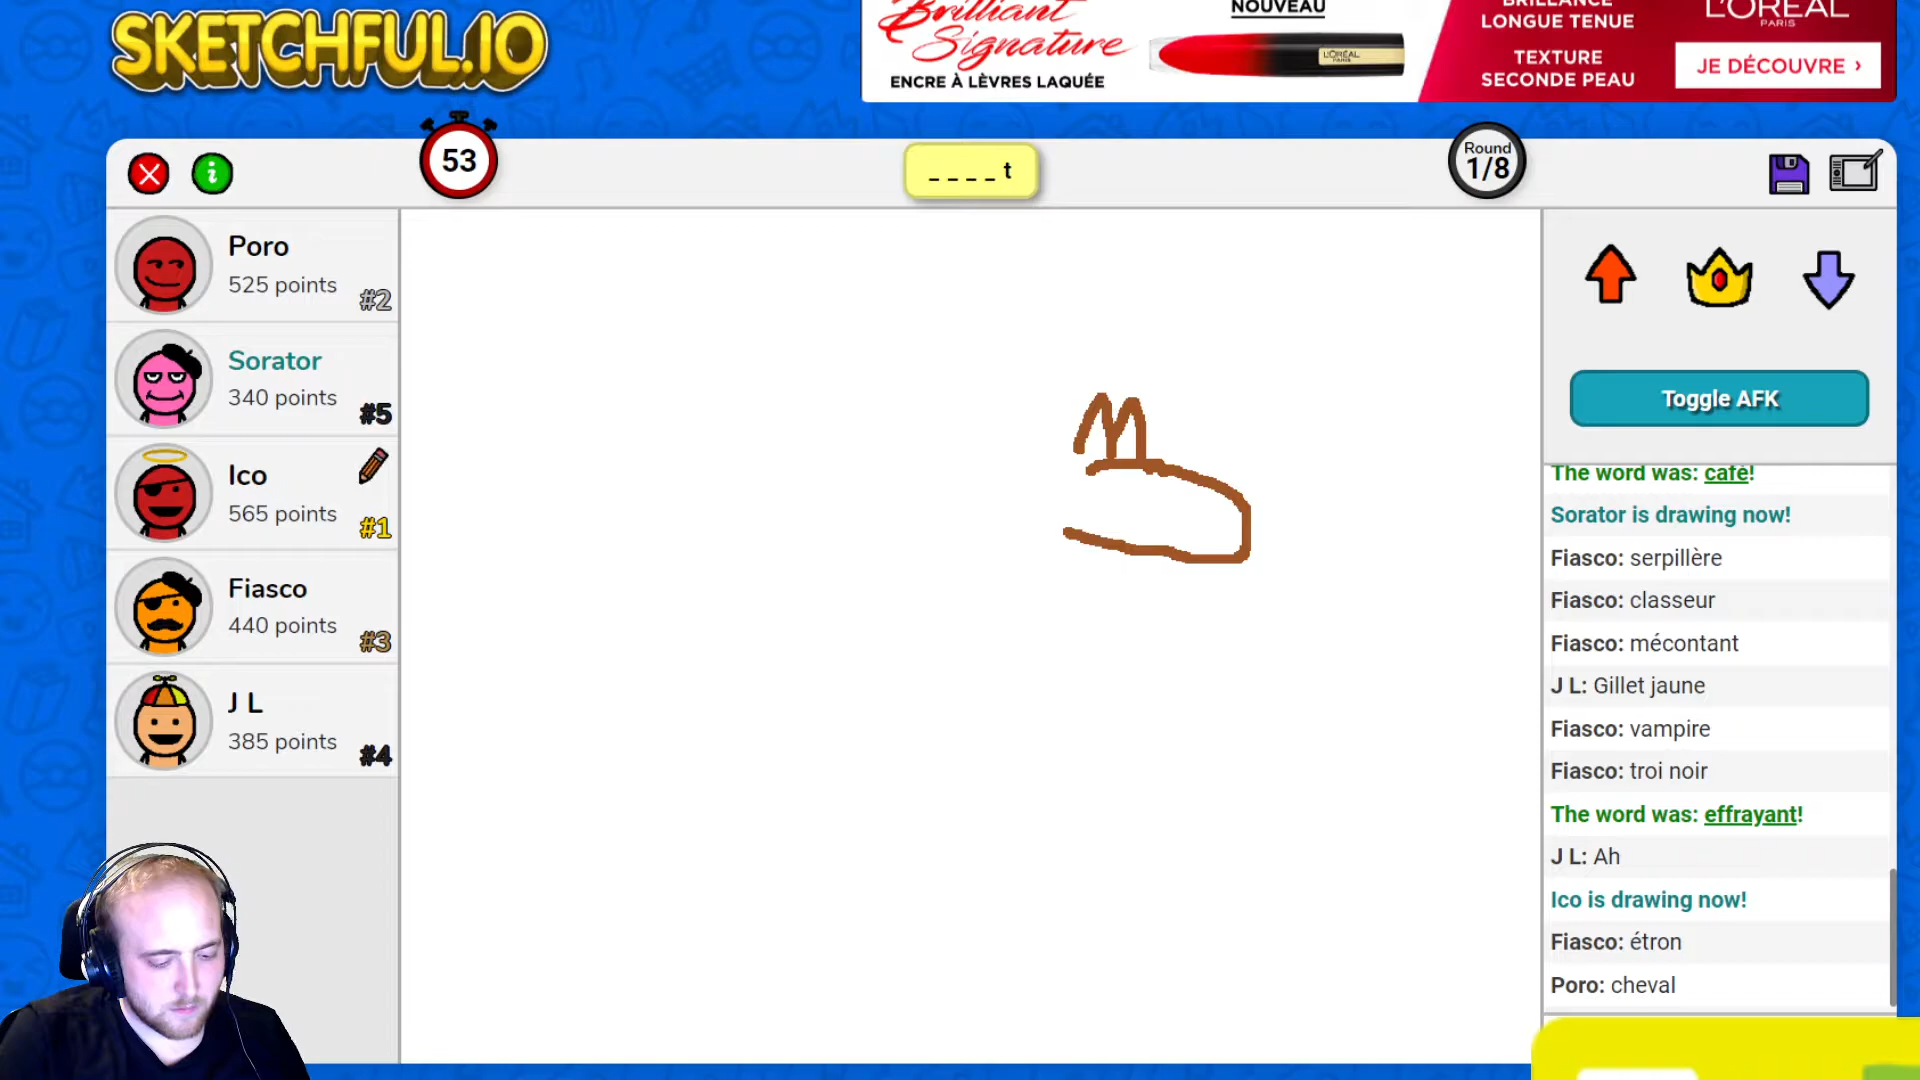 SKETCHFUL.IO
Brilliant
Signature
ENCRE À LÈVRES LAQUÉE
NOUVEAU
L'ORÉAL
BRILLANCE
LONGUE TENUE
TEXTURE
SECONDE PEAU
L'ORÉAL
PARIS
JE DÉCOUVRE ›
53
_ _ _ _ t
Round
1/8
Poro
525 points
#2
Sorator
340 points
#5
Ico
565 points
#1
Fiasco
440 points
#3
J L
385 points
#4
Toggle AFK
The word was: café!
Sorator is drawing now!
Fiasco: serpillère
Fiasco: classeur
Fiasco: mécontant
J L: Gillet jaune
Fiasco: vampire
Fiasco: troi noir
The word was: effrayant!
J L: Ah
Ico is drawing now!
Fiasco: étron
Poro: cheval